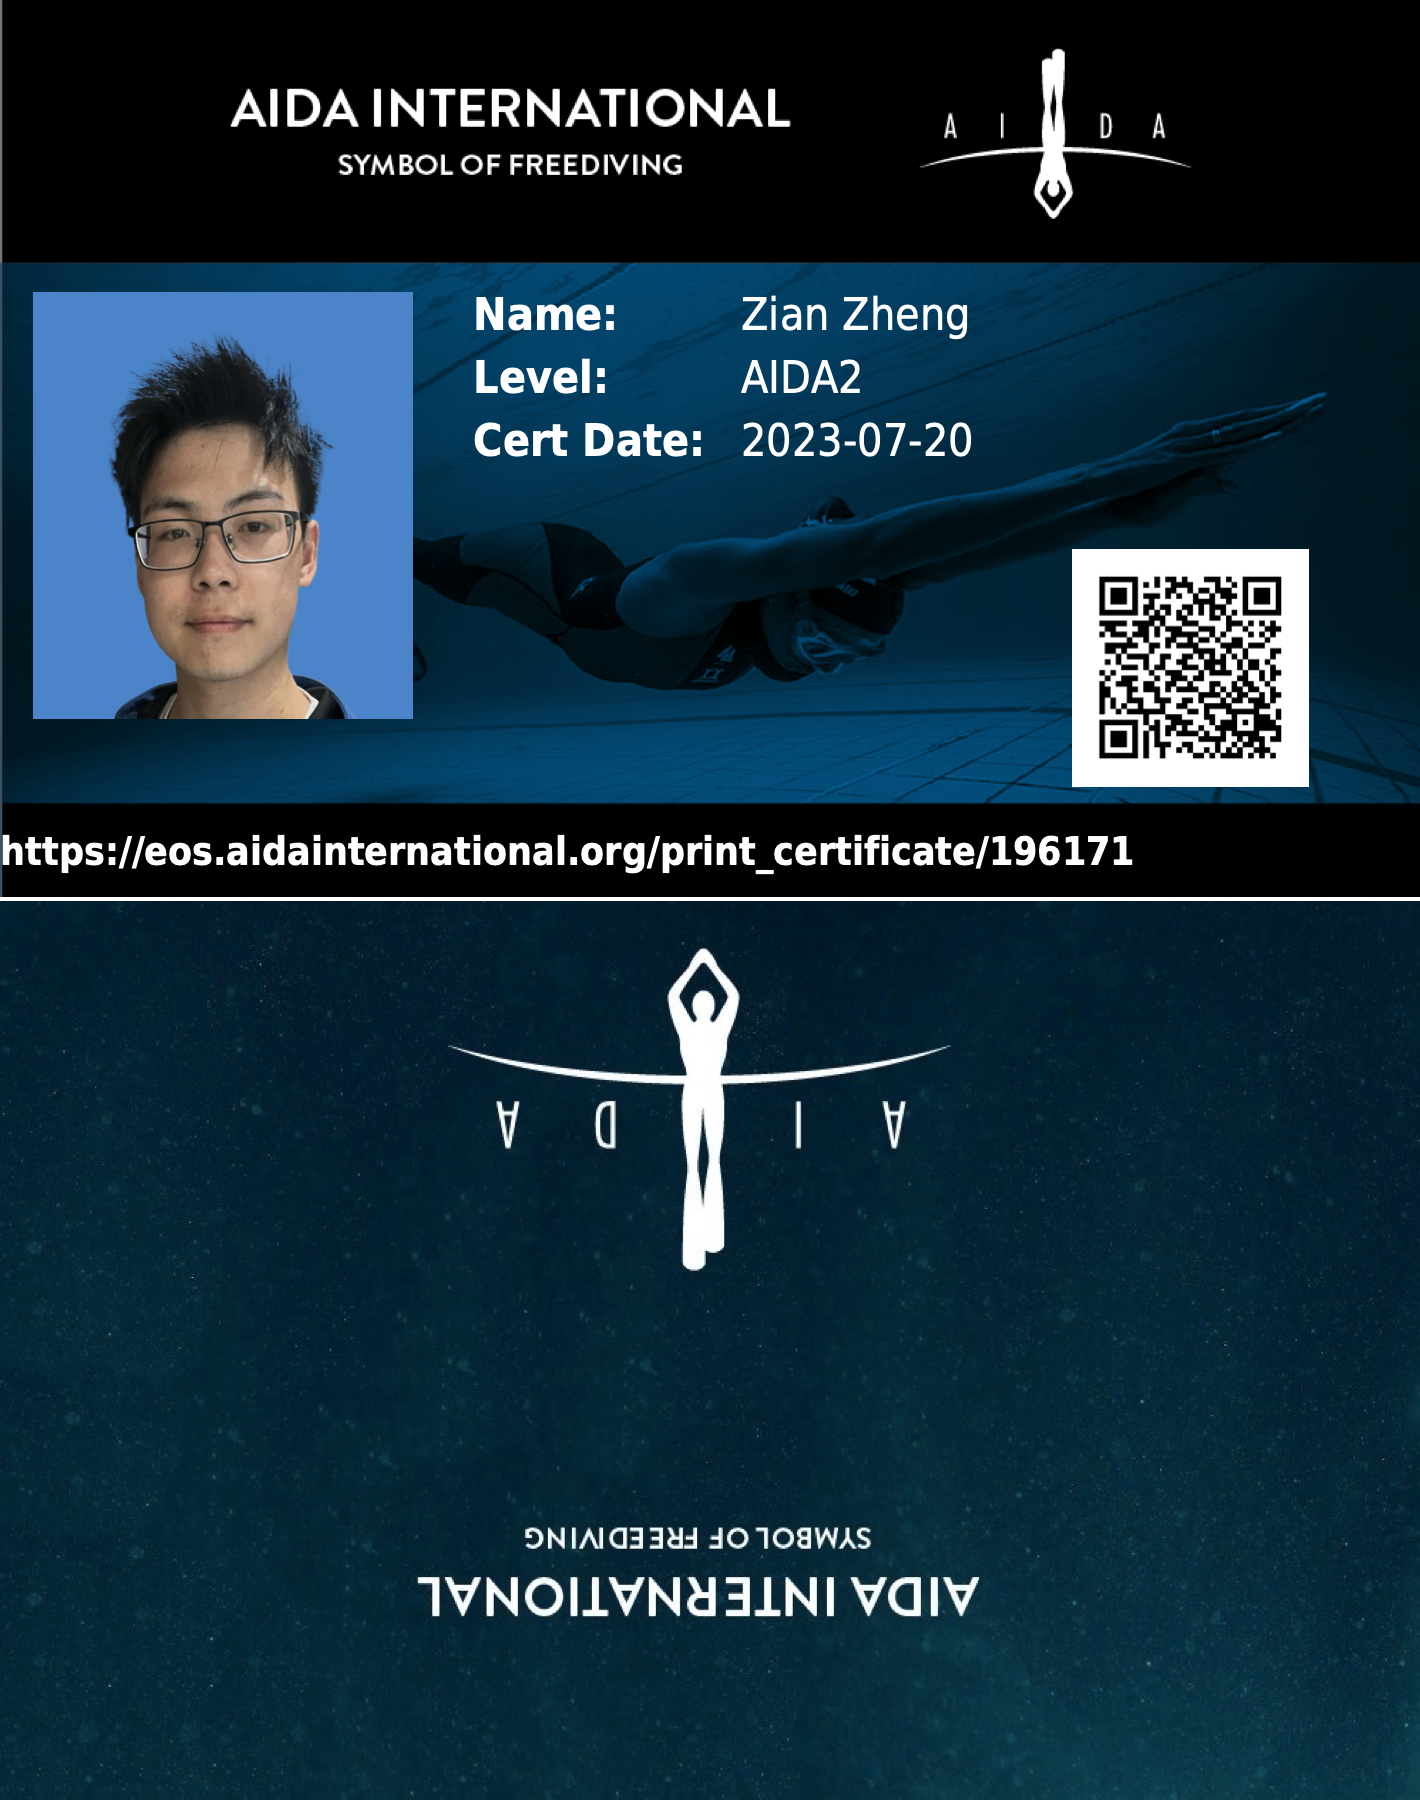 AIDA INTERNATIONAL
SYMBOL OF FREEDIVING
A I D A
Name: Zian Zheng
Level: AIDA2
Cert Date: 2023-07-20
https://eos.aidainternational.org/print_certificate/196171
A I D A
AIDA INTERNATIONAL
SYMBOL OF FREEDIVING